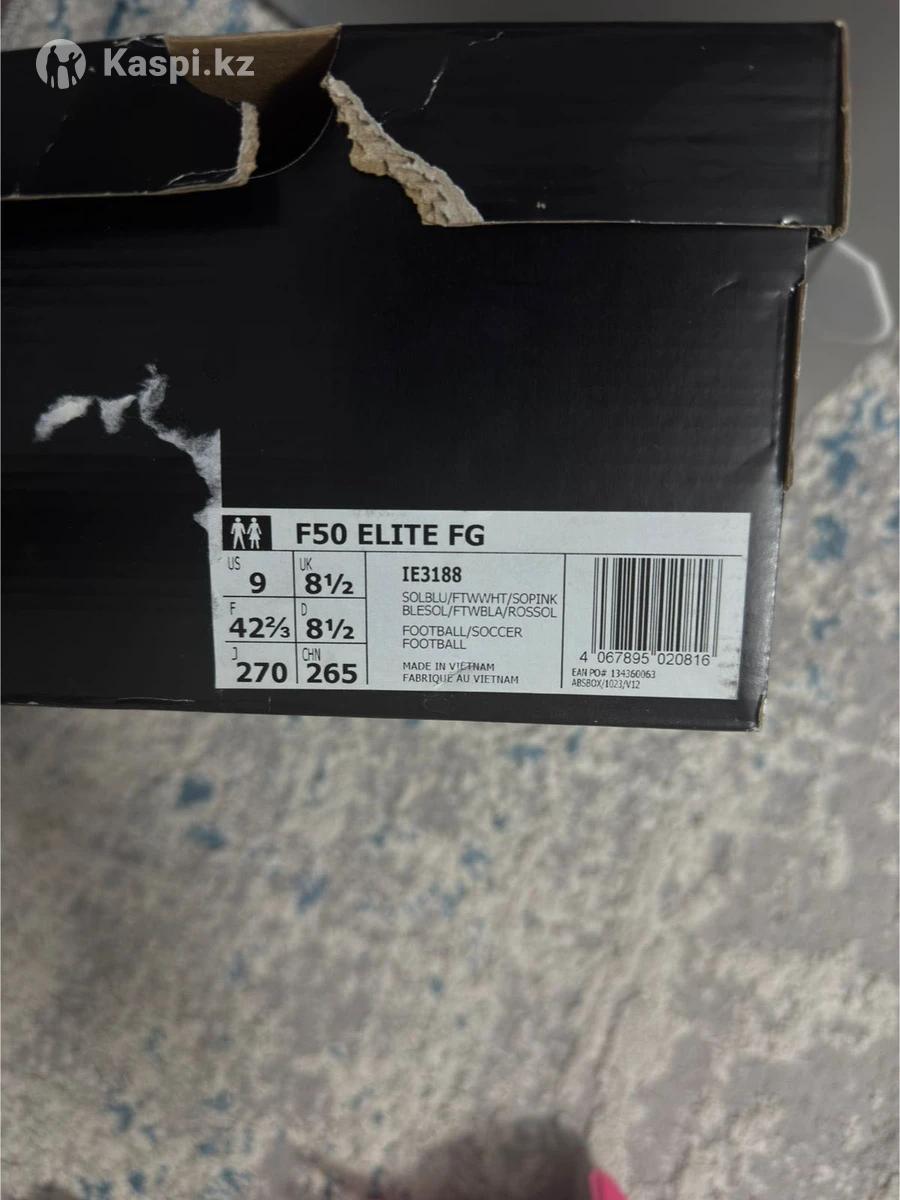 Kaspi.kz
F50 ELITE FG
US 9
UK 8½
F 42⅔
D 8½
J 270
CHN 265
IE3188
SOLBLU/FTWWHT/SOPINK
BLESOL/FTWBLA/ROSSOL
FOOTBALL/SOCCER
FOOTBALL
MADE IN VIETNAM
FABRIQUE AU VIETNAM
4 067895 020816
EAN PO# 134360063
ABSBOX/1023/V12